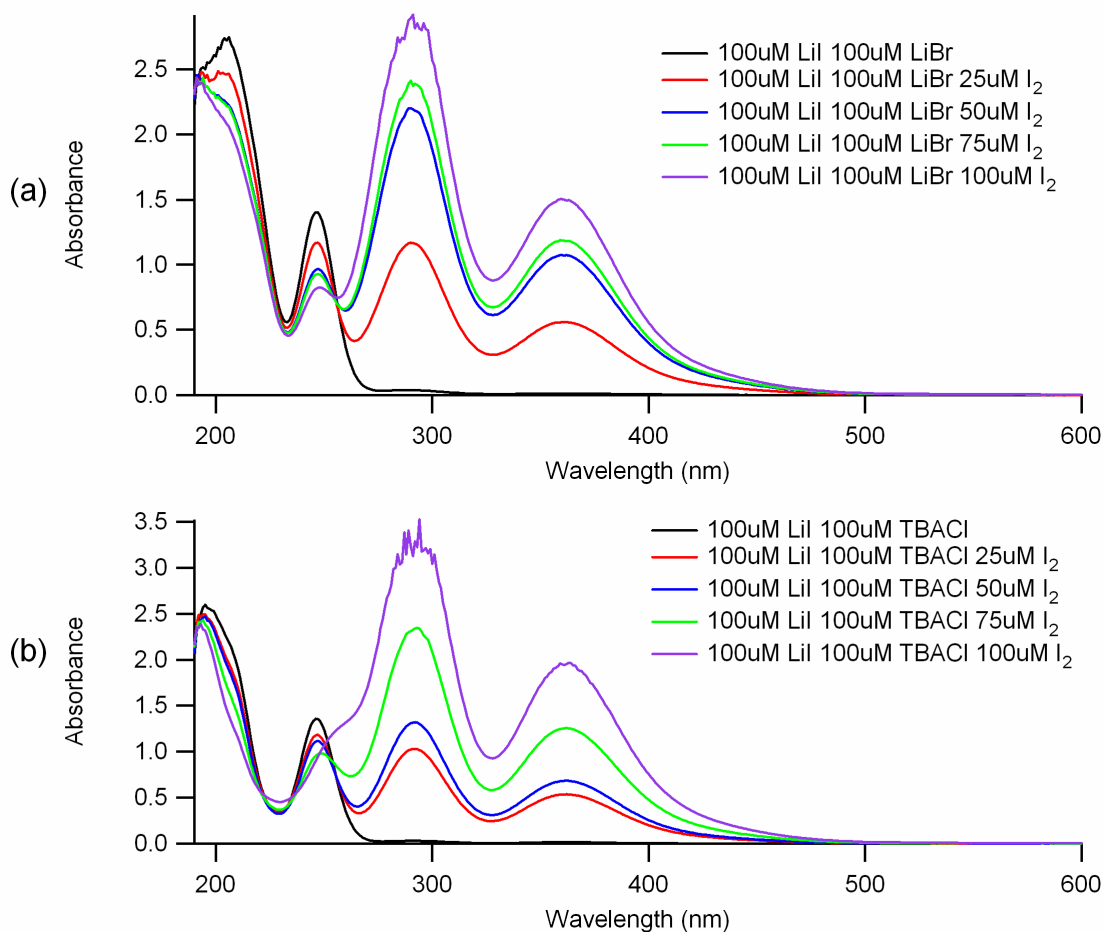 (a)
Absorbance
2.5
2.0
1.5
1.0
0.5
0.0
100uM LiI 100uM LiBr
100uM LiI 100uM LiBr 25uM I₂
100uM LiI 100uM LiBr 50uM I₂
100uM LiI 100uM LiBr 75uM I₂
100uM LiI 100uM LiBr 100uM I₂
200 300 400 500 600
Wavelength (nm)
(b)
Absorbance
3.5
3.0
2.5
2.0
1.5
1.0
0.5
0.0
100uM LiI 100uM TBACl
100uM LiI 100uM TBACl 25uM I₂
100uM LiI 100uM TBACl 50uM I₂
100uM LiI 100uM TBACl 75uM I₂
100uM LiI 100uM TBACl 100uM I₂
200 300 400 500 600
Wavelength (nm)